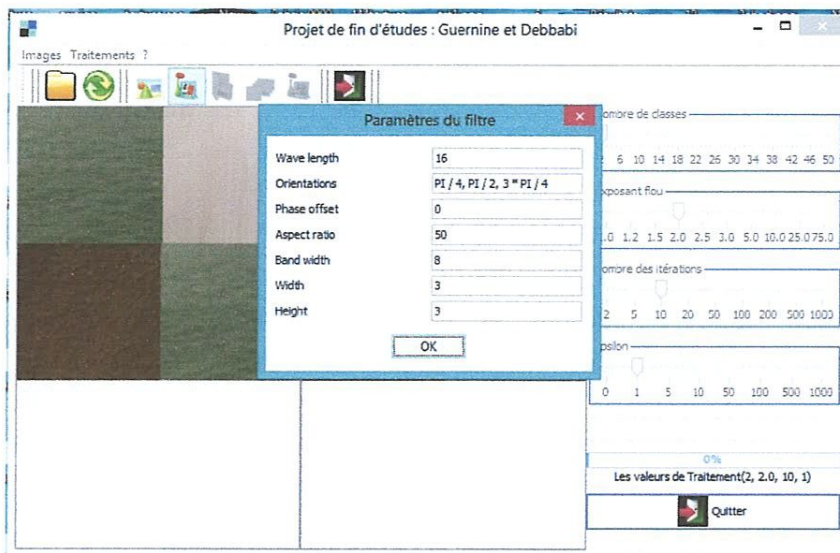 Projet de fin d'études : Guernine et Debbabi
Images Traitements ?
Paramètres du filtre
Wave length 16
Orientations PI / 4, PI / 2, 3 * PI / 4
Phase offset 0
Aspect ratio 50
Band width 8
Width 3
Height 3
OK
ombre de classes
6 10 14 18 22 26 30 34 38 42 46 50
xposant flou
.0 1.2 1.5 2.0 2.5 3.0 5.0 10.0 25.0 75.0
ombre des itérations
2 5 10 20 50 100 200 500 1000
psilon
0 1 5 10 50 100 500 1000
0%
Les valeurs de Traitement(2, 2.0, 10, 1)
Quitter